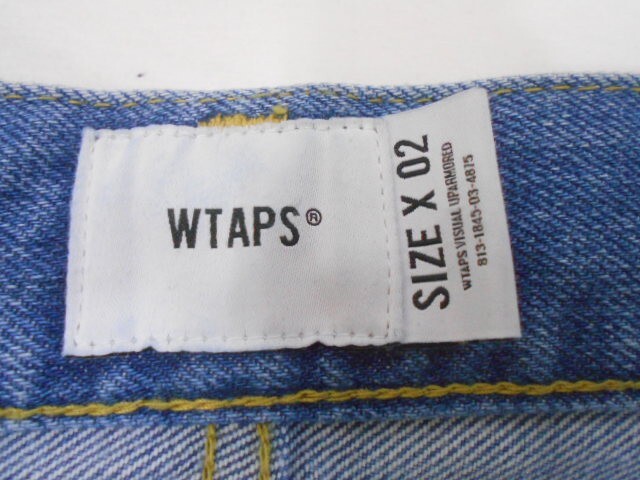 WTAPS®
SIZE X 02
WTAPS VISUAL UPARMORED
813-1845-03-4815